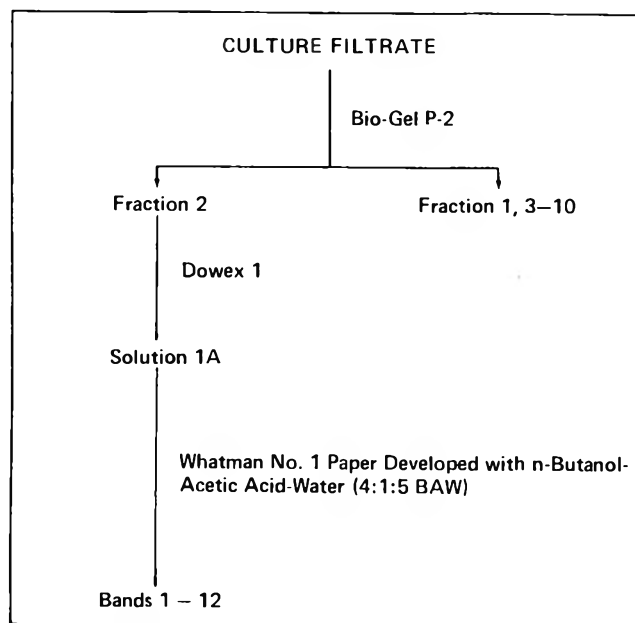 CULTURE FILTRATE
Bio-Gel P-2
Fraction 2
Fraction 1, 3–10
Dowex 1
Solution 1A
Whatman No. 1 Paper Developed with n-Butanol-
Acetic Acid-Water (4:1:5 BAW)
Bands 1 – 12